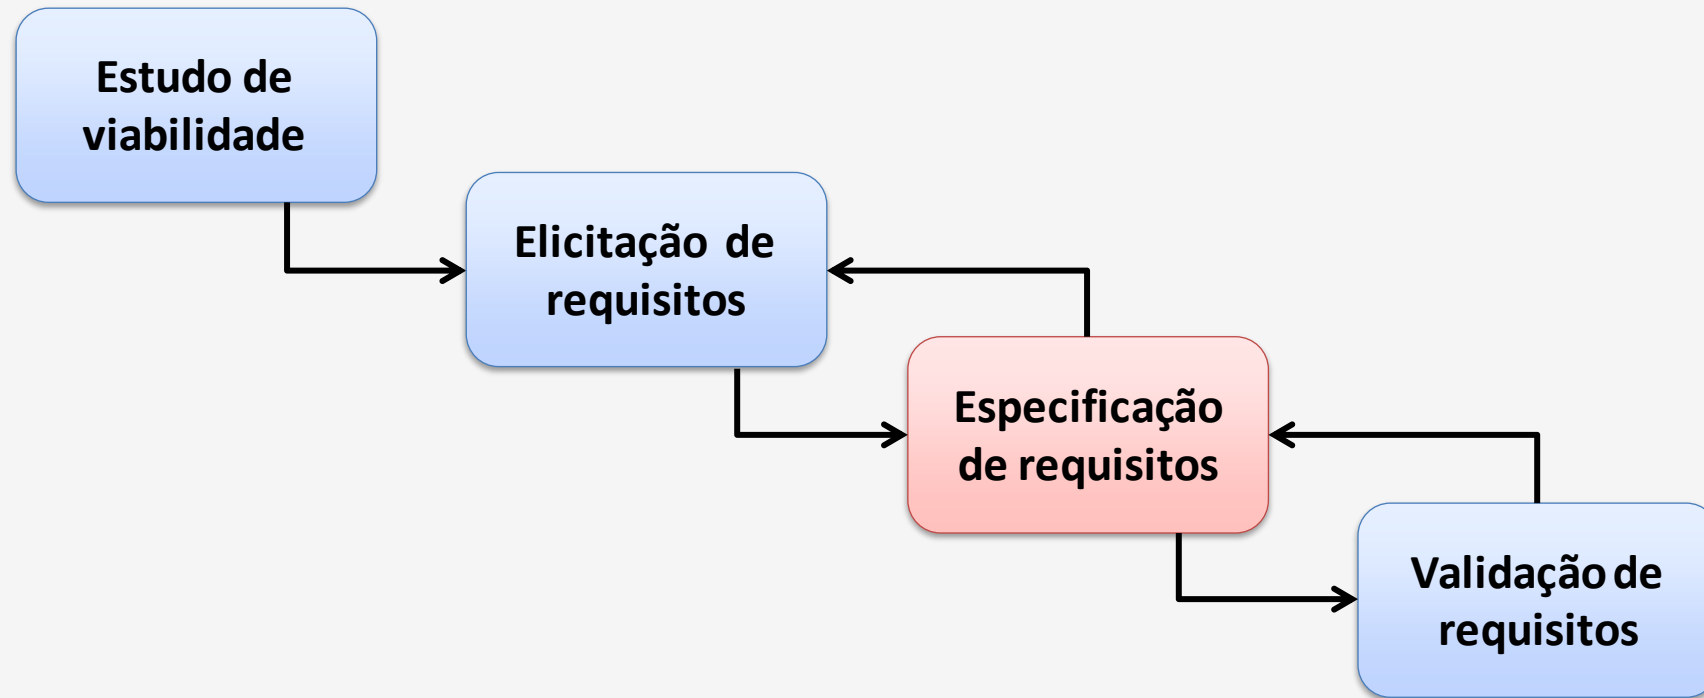 Estudo de
viabilidade
Elicitação de
requisitos
Especificação
de requisitos
Validação de
requisitos